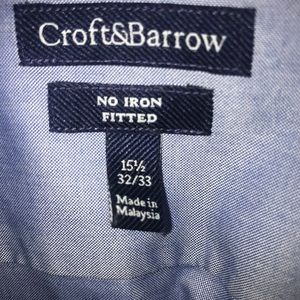 Croft&Barrow
NO IRON
FITTED
15½
32/33
Made in
Malaysia